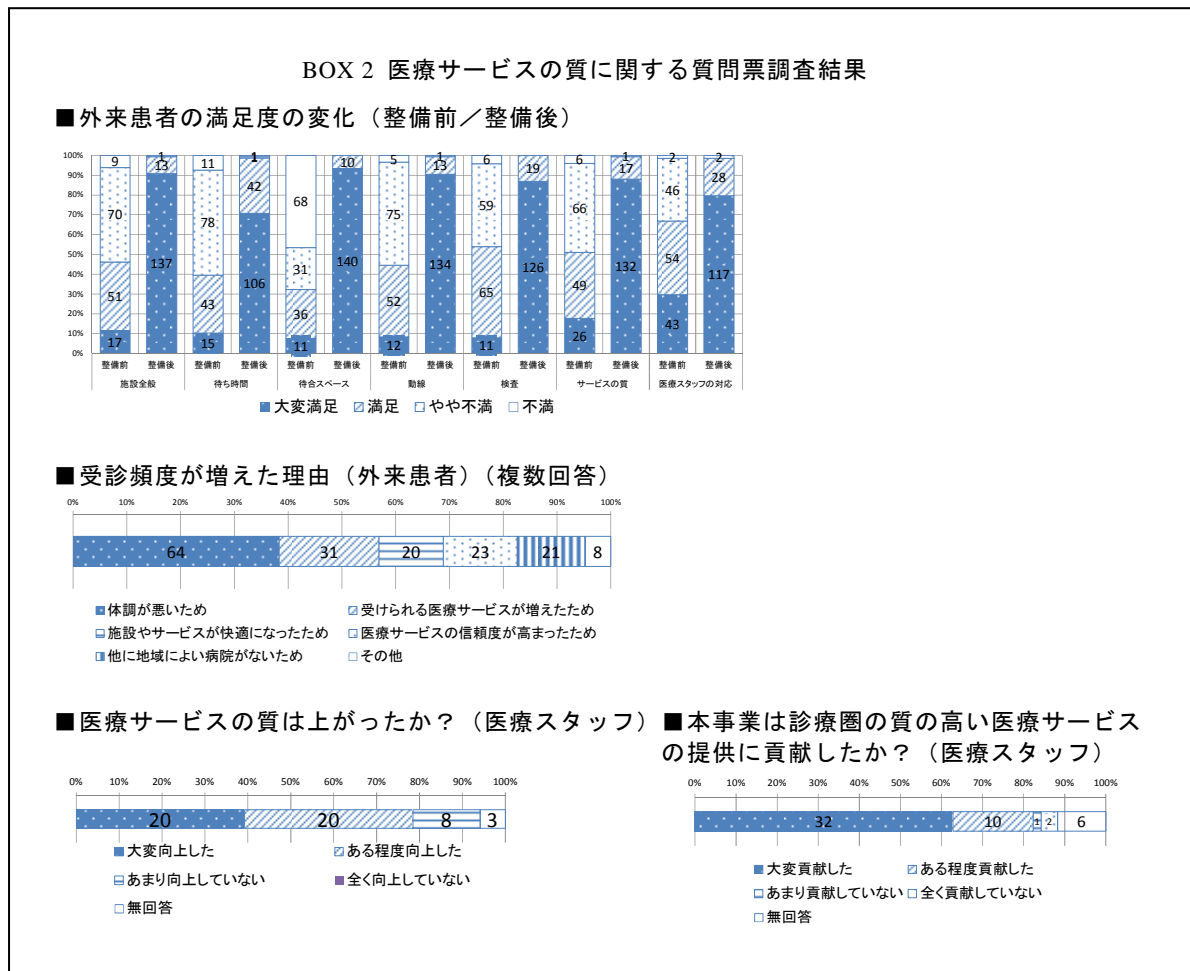 BOX 2 医療サービスの質に関する質問票調査結果
■外来患者の満足度の変化（整備前／整備後）
100%
90%
80%
70%
60%
50%
40%
30%
20%
10%
0%
9 1 11 1 5 1 6 6 1 2 2
70 13 78 42 68 10 75 13 59 19 66 17 46 28
51 137 43 106 31 140 52 134 65 126 49 132 54 117
17 15 36 12 11 26 43
11
整備前 整備後 整備前 整備後 整備前 整備後 整備前 整備後 整備前 整備後 整備前 整備後 整備前 整備後
施設全般 待ち時間 待合スペース 動線 検査 サービスの質 医療スタッフの対応
大変満足 満足 やや不満 不満
■受診頻度が増えた理由（外来患者）（複数回答）
0% 10% 20% 30% 40% 50% 60% 70% 80% 90% 100%
64 31 20 23 21 8
体調が悪いため 受けられる医療サービスが増えたため
施設やサービスが快適になったため 医療サービスの信頼度が高まったため
他に地域によい病院がないため その他
■医療サービスの質は上がったか？（医療スタッフ）
0% 10% 20% 30% 40% 50% 60% 70% 80% 90% 100%
20 20 8 3
大変向上した ある程度向上した
あまり向上していない 全く向上していない
無回答
■本事業は診療圏の質の高い医療サービス
の提供に貢献したか？（医療スタッフ）
0% 10% 20% 30% 40% 50% 60% 70% 80% 90% 100%
32 10 1 2 6
大変貢献した ある程度貢献した
あまり貢献していない 全く貢献していない
無回答